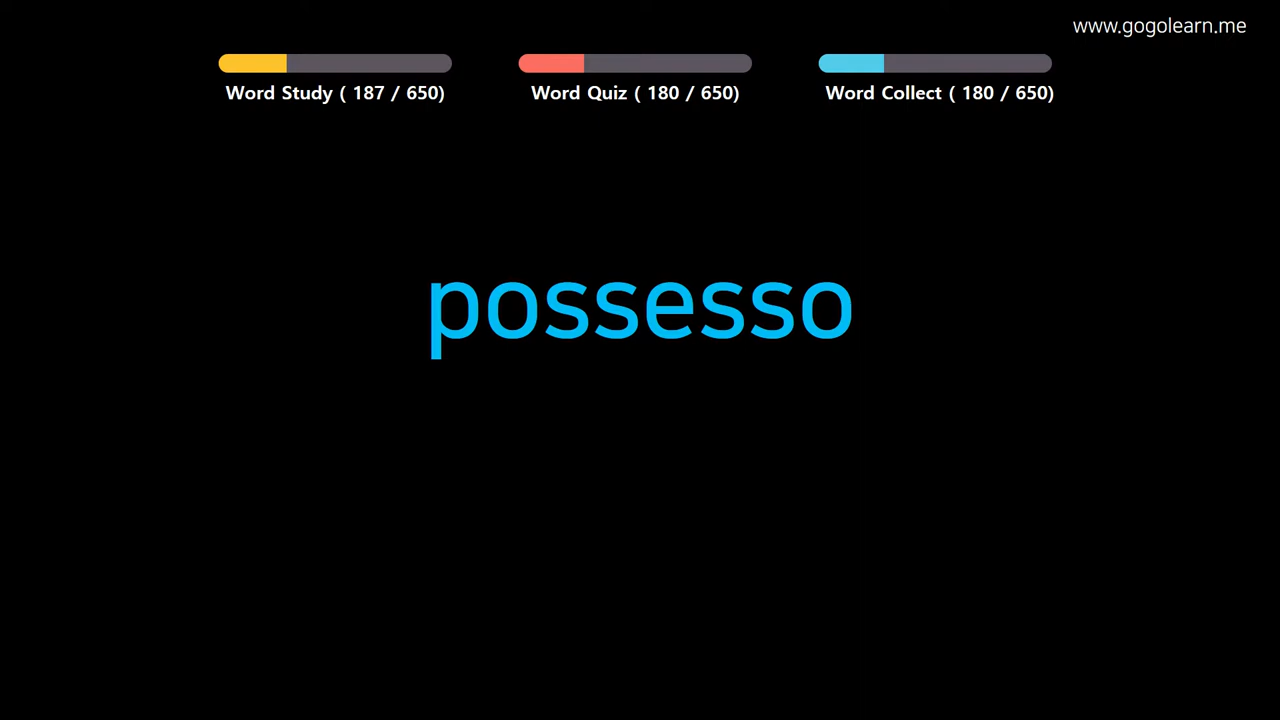 www.gogolearn.me
Word Study ( 187 / 650)
Word Quiz ( 180 / 650)
Word Collect ( 180 / 650)
possesso